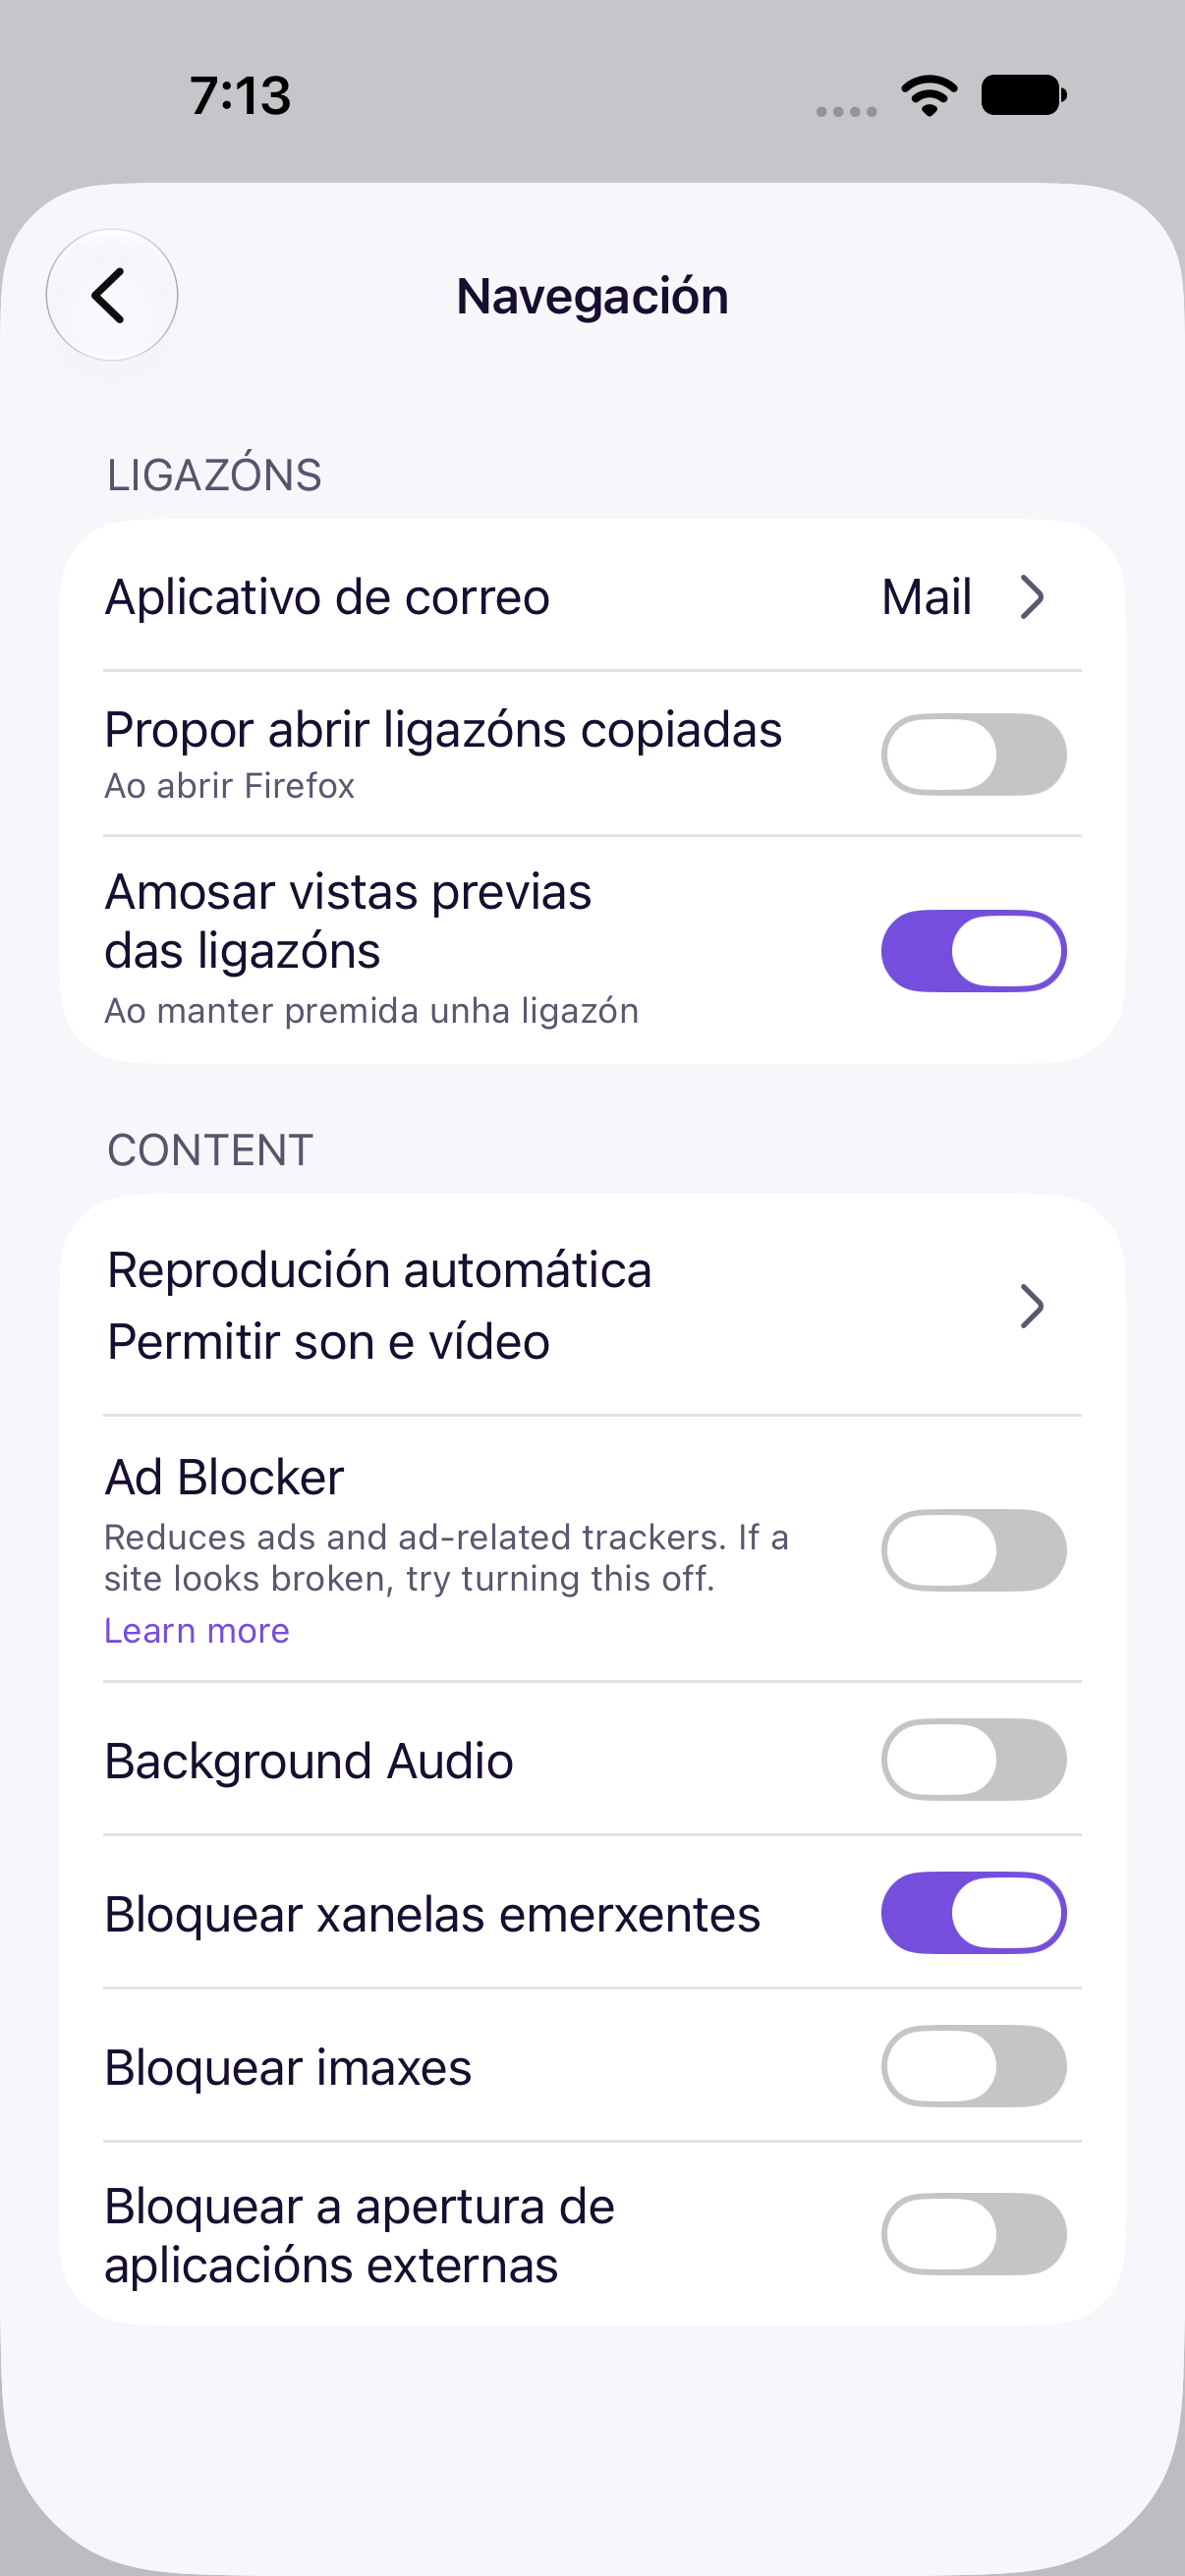 7:13
Navegación
LIGAZÓNS
Aplicativo de correo
Mail
Propor abrir ligazóns copiadas
Ao abrir Firefox
Amosar vistas previas
das ligazóns
Ao manter premida unha ligazón
CONTENT
Reprodución automática
Permitir son e vídeo
Ad Blocker
Reduces ads and ad-related trackers. If a
site looks broken, try turning this off.
Learn more
Background Audio
Bloquear xanelas emerxentes
Bloquear imaxes
Bloquear a apertura de
aplicacións externas